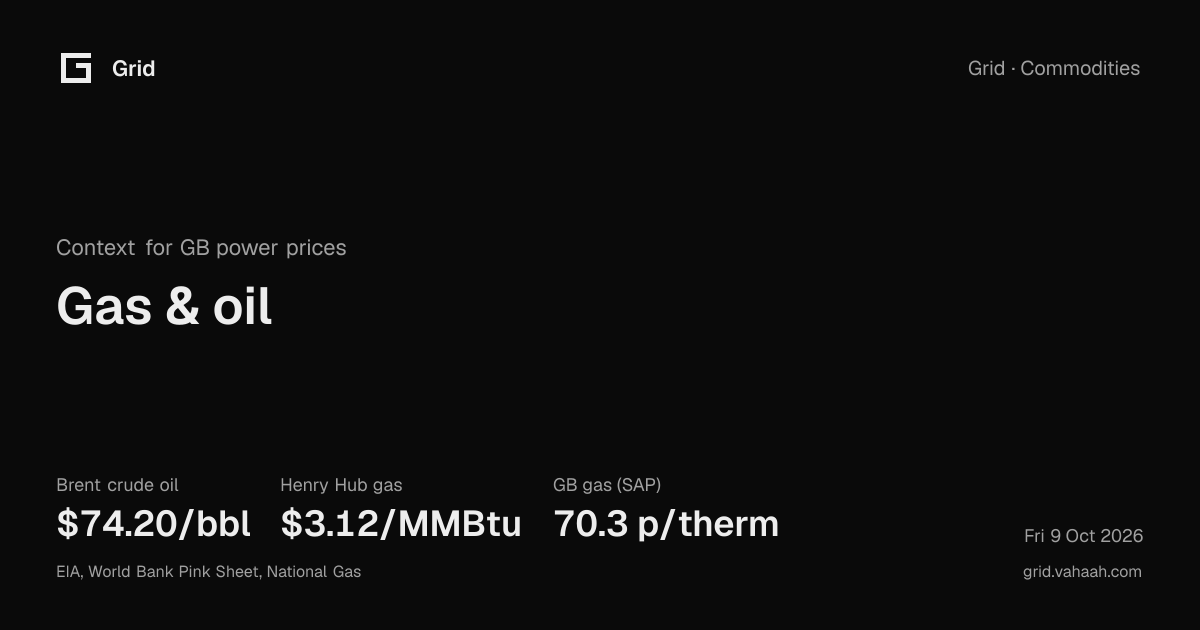 Grid
Grid · Commodities
Context for GB power prices
Gas & oil
Brent crude oil
$74.20/bbl
Henry Hub gas
$3.12/MMBtu
GB gas (SAP)
70.3 p/therm
EIA, World Bank Pink Sheet, National Gas
Fri 9 Oct 2026
grid.vahaah.com